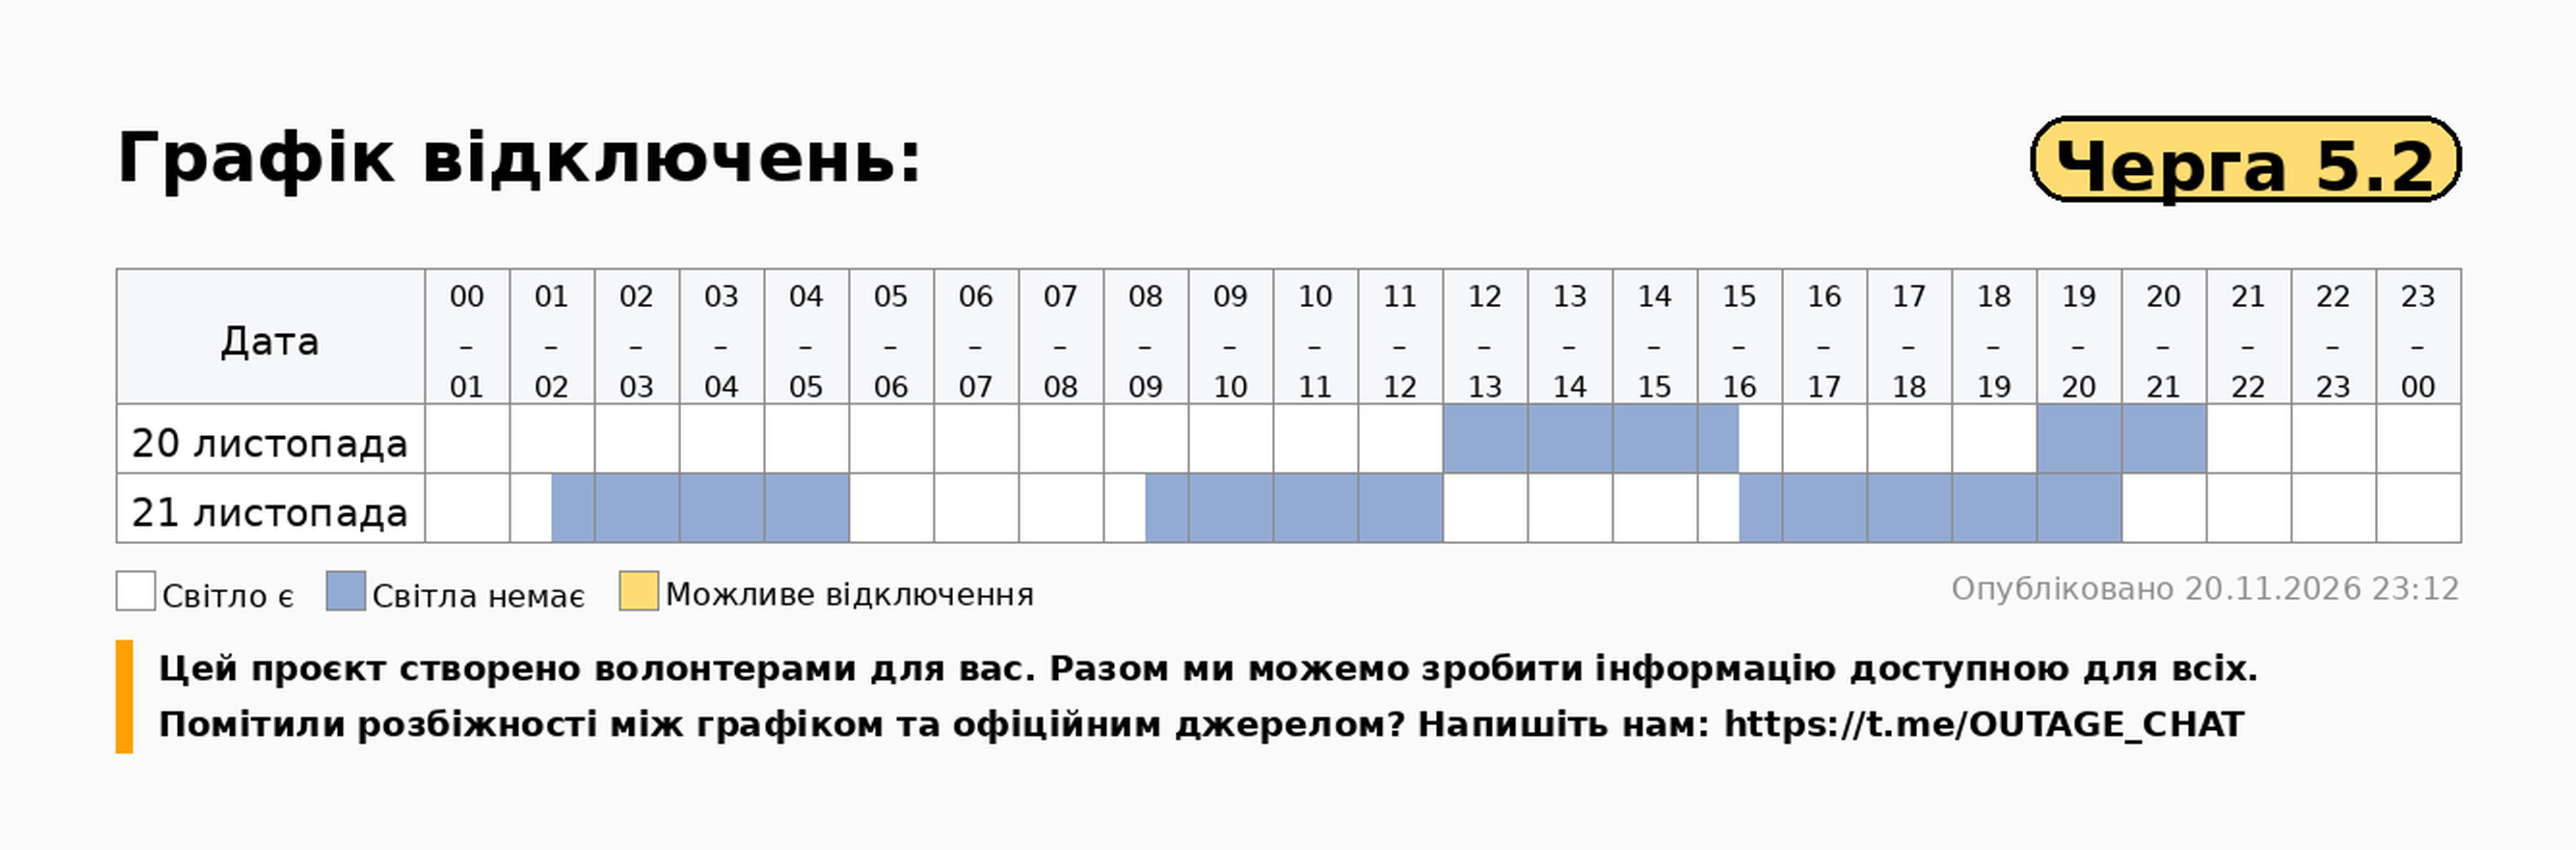 Графік відключень:
Черга 5.2
Дата
00 – 01
01 – 02
02 – 03
03 – 04
04 – 05
05 – 06
06 – 07
07 – 08
08 – 09
09 – 10
10 – 11
11 – 12
12 – 13
13 – 14
14 – 15
15 – 16
16 – 17
17 – 18
18 – 19
19 – 20
20 – 21
21 – 22
22 – 23
23 – 00
20 листопада
21 листопада
Світло є
Світла немає
Можливе відключення
Опубліковано 20.11.2026 23:12
Цей проєкт створено волонтерами для вас. Разом ми можемо зробити інформацію доступною для всіх.
Помітили розбіжності між графіком та офіційним джерелом? Напишіть нам: https://t.me/OUTAGE_CHAT